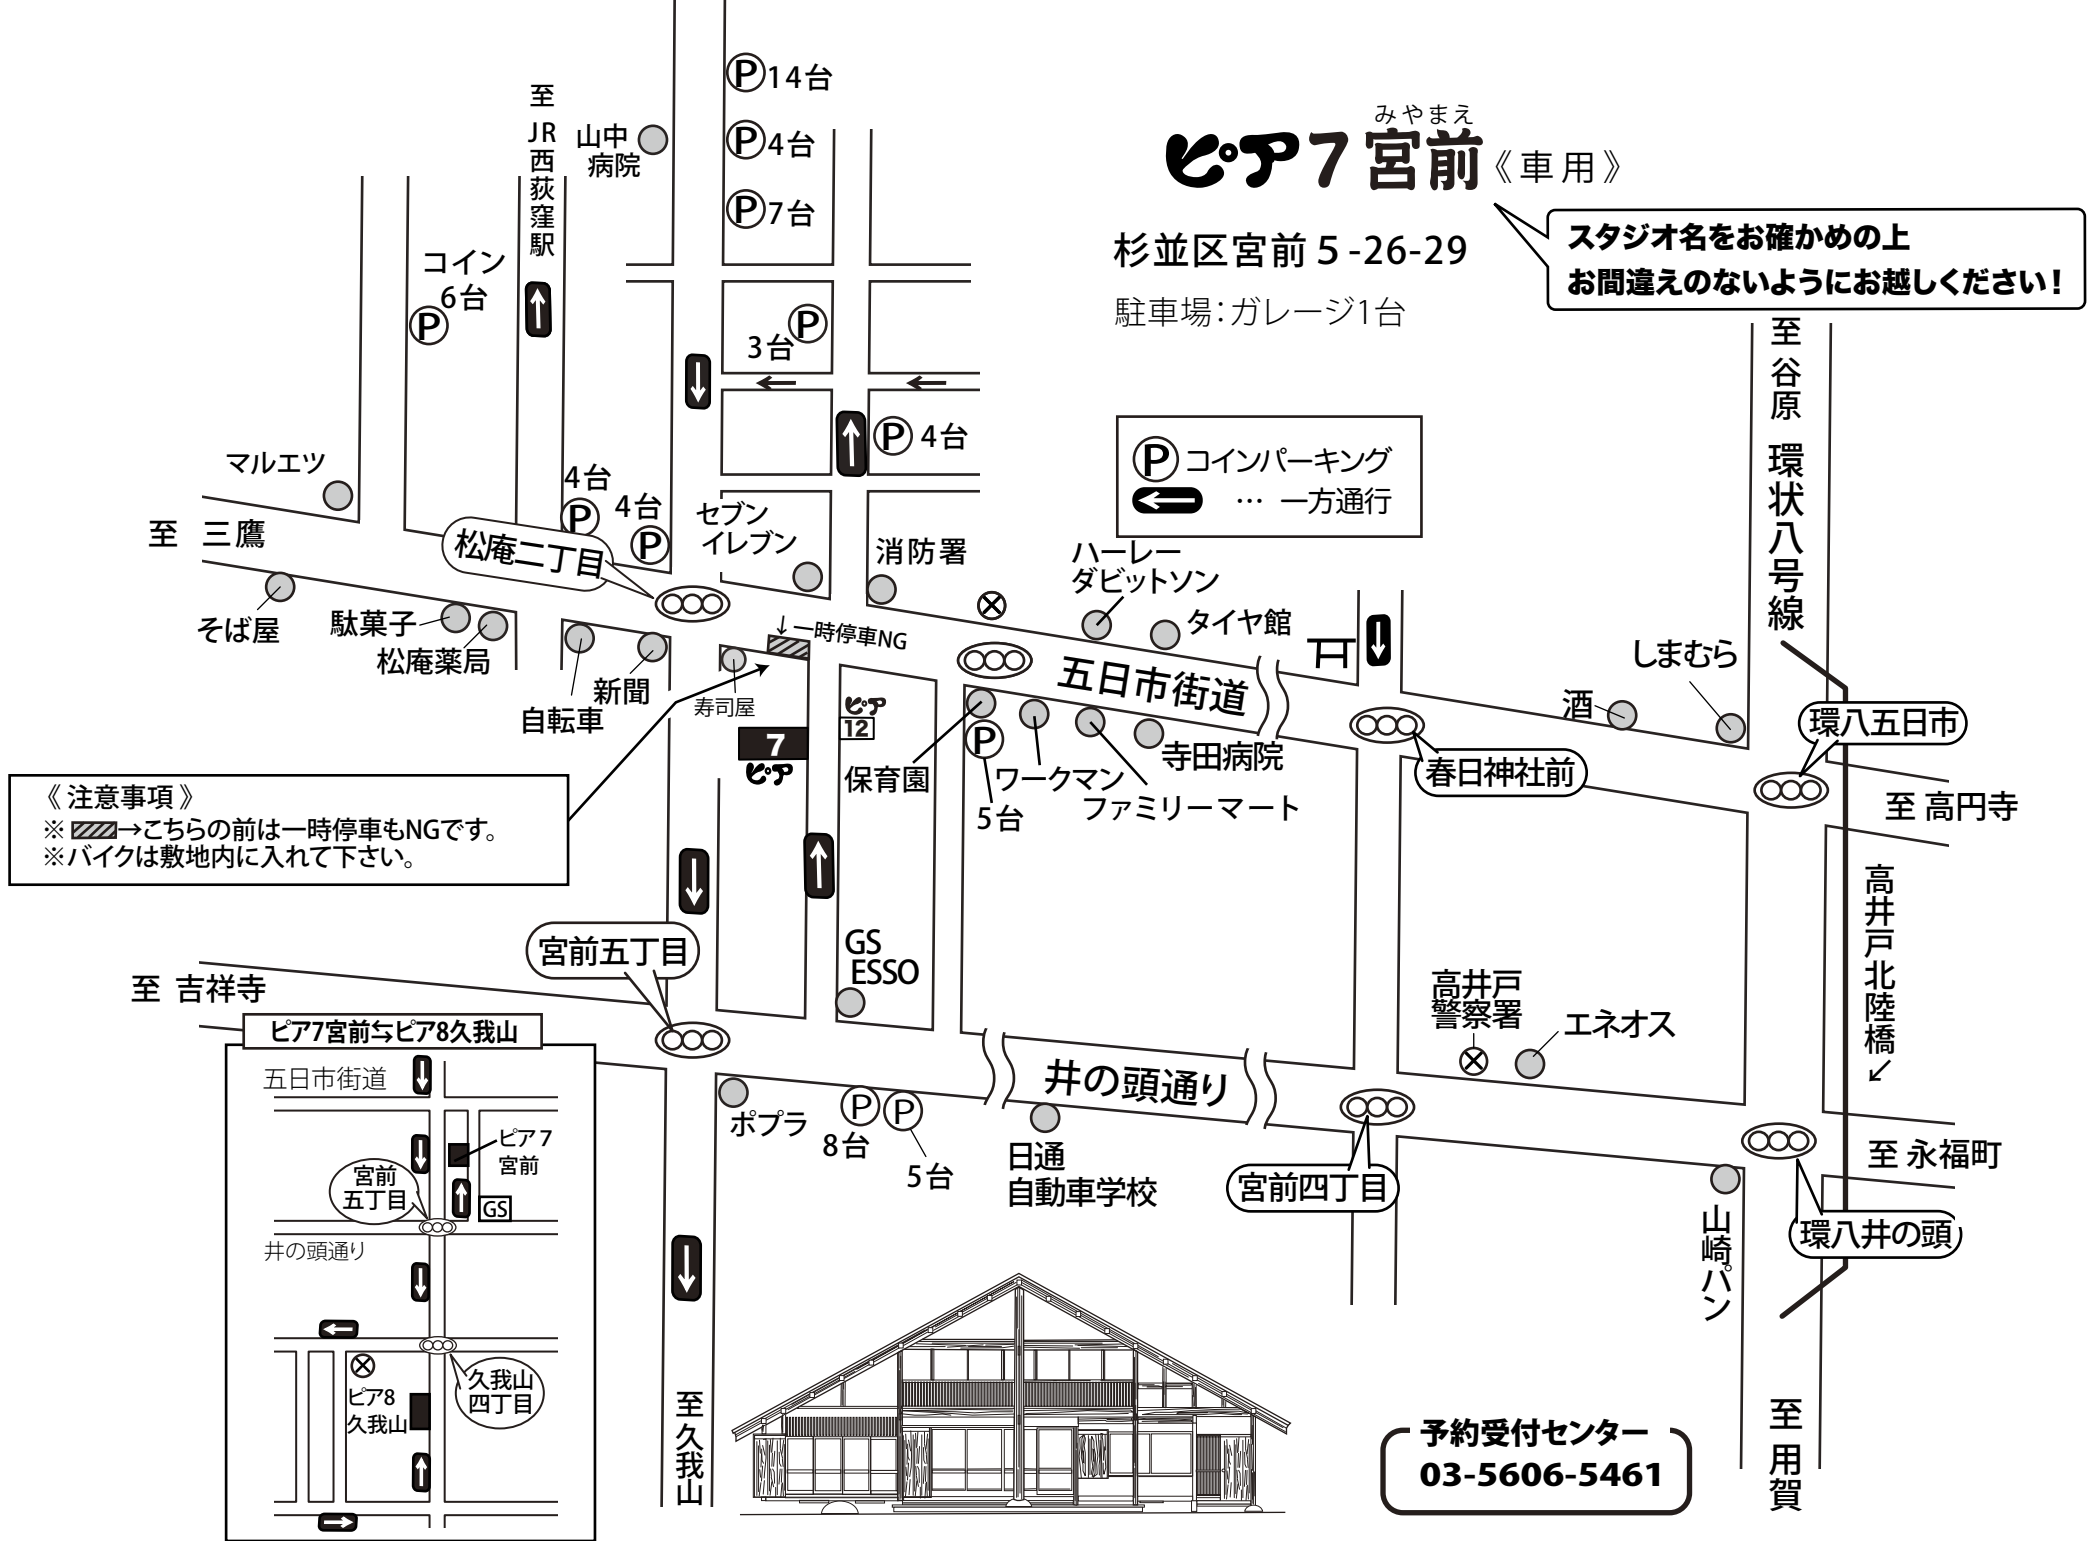 みやまえ
ピア7宮前《車用》
杉並区宮前5-26-29
駐車場：ガレージ1台
スタジオ名をお確かめの上
お間違えのないようにお越しください！
Ⓟコインパーキング
… 一方通行
Ⓟ14台
Ⓟ4台
Ⓟ7台
至JR西荻窪駅
山中
病院
コイン
6台
Ⓟ
3台Ⓟ
Ⓟ4台
マルエツ
4台
Ⓟ
4台
Ⓟ
セブン
イレブン
消防署
至 三鷹
松庵二丁目
そば屋
駄菓子
松庵薬局
自転車
新聞
寿司屋
↓一時停車NG
ハーレー
ダビットソン
タイヤ館
五日市街道
ピア
12
7
ピア
保育園
Ⓟ
5台
ワークマン
ファミリーマート
寺田病院
春日神社前
酒
しまむら
至谷原
環状八号線
環八五日市
至 高円寺
高井戸北陸橋↙
《注意事項》
※→こちらの前は一時停車もNGです。
※バイクは敷地内に入れて下さい。
宮前五丁目
GS
ESSO
至 吉祥寺
井の頭通り
高井戸
警察署
エネオス
ポプラ
Ⓟ
8台
Ⓟ
5台
日通
自動車学校
宮前四丁目
至 永福町
環八井の頭
山崎パン
至久我山
至用賀
ピア7宮前⇆ピア8久我山
五日市街道
ピア7
宮前
宮前
五丁目
GS
井の頭通り
ピア8
久我山
久我山
四丁目
予約受付センター
03-5606-5461